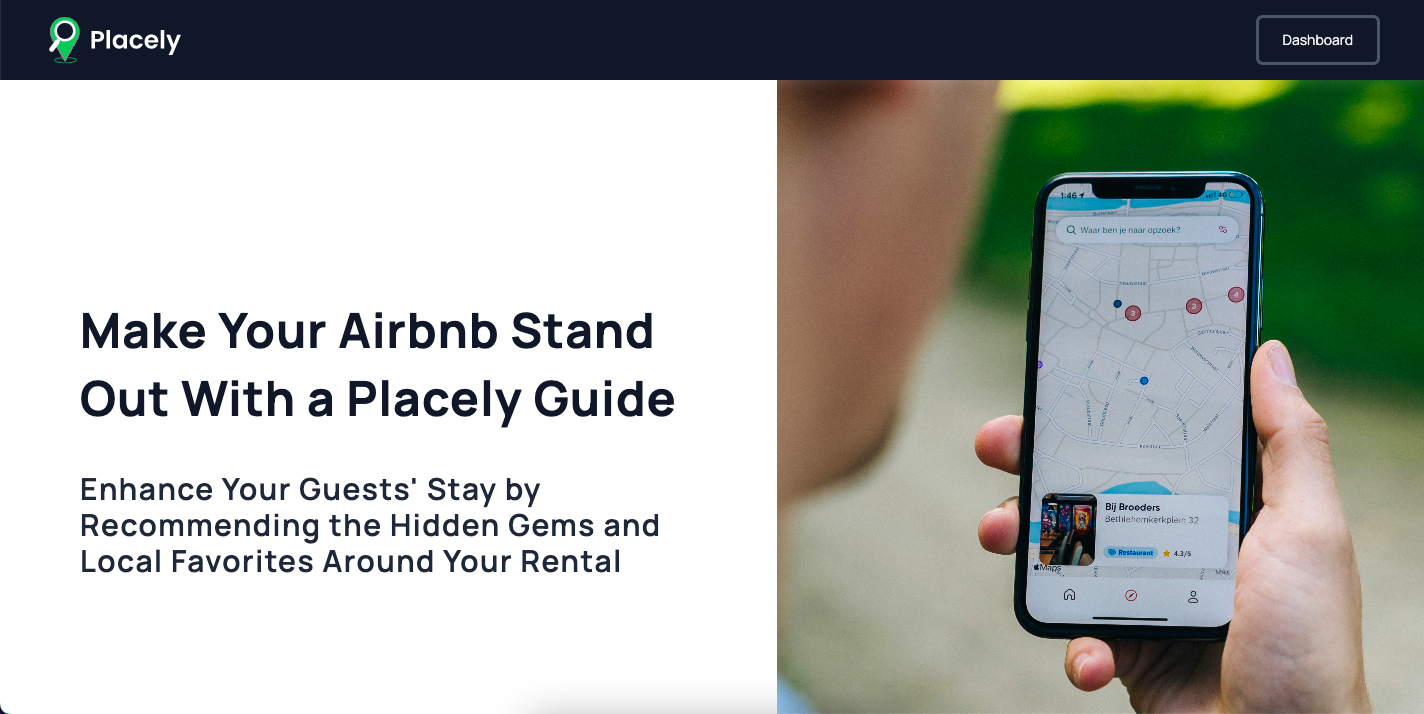 Placely
Dashboard
Make Your Airbnb Stand
Out With a Placely Guide
Enhance Your Guests' Stay by
Recommending the Hidden Gems and
Local Favorites Around Your Rental
1:46
4G
Waar ben je naar opzoek?
3
3
4
Bij Broeders
Bethlehemkerkplein 32
Restaurant
4.3/5
Maps